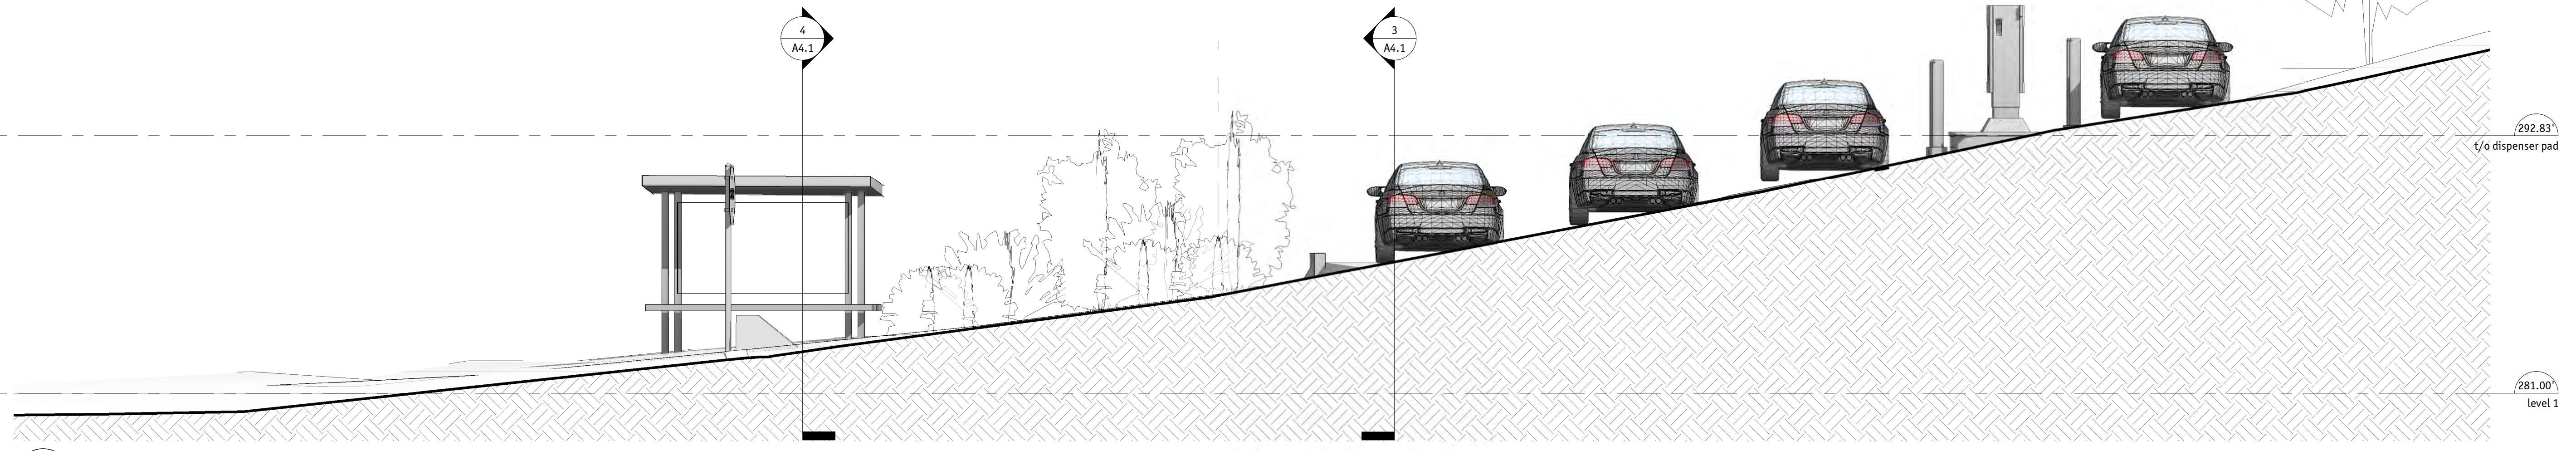 4
A4.1
3
A4.1
292.83'
t/o dispenser pad
281.00'
level 1